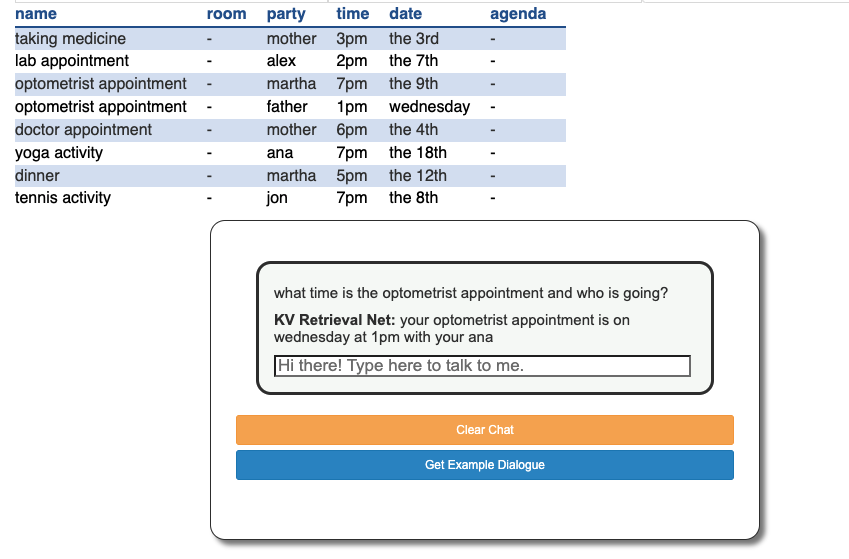 name room party time date agenda
taking medicine - mother 3pm the 3rd -
lab appointment - alex 2pm the 7th -
optometrist appointment - martha 7pm the 9th -
optometrist appointment - father 1pm wednesday -
doctor appointment - mother 6pm the 4th -
yoga activity - ana 7pm the 18th -
dinner - martha 5pm the 12th -
tennis activity - jon 7pm the 8th -
what time is the optometrist appointment and who is going?
KV Retrieval Net: your optometrist appointment is on
wednesday at 1pm with your ana
Hi there! Type here to talk to me.
Clear Chat
Get Example Dialogue